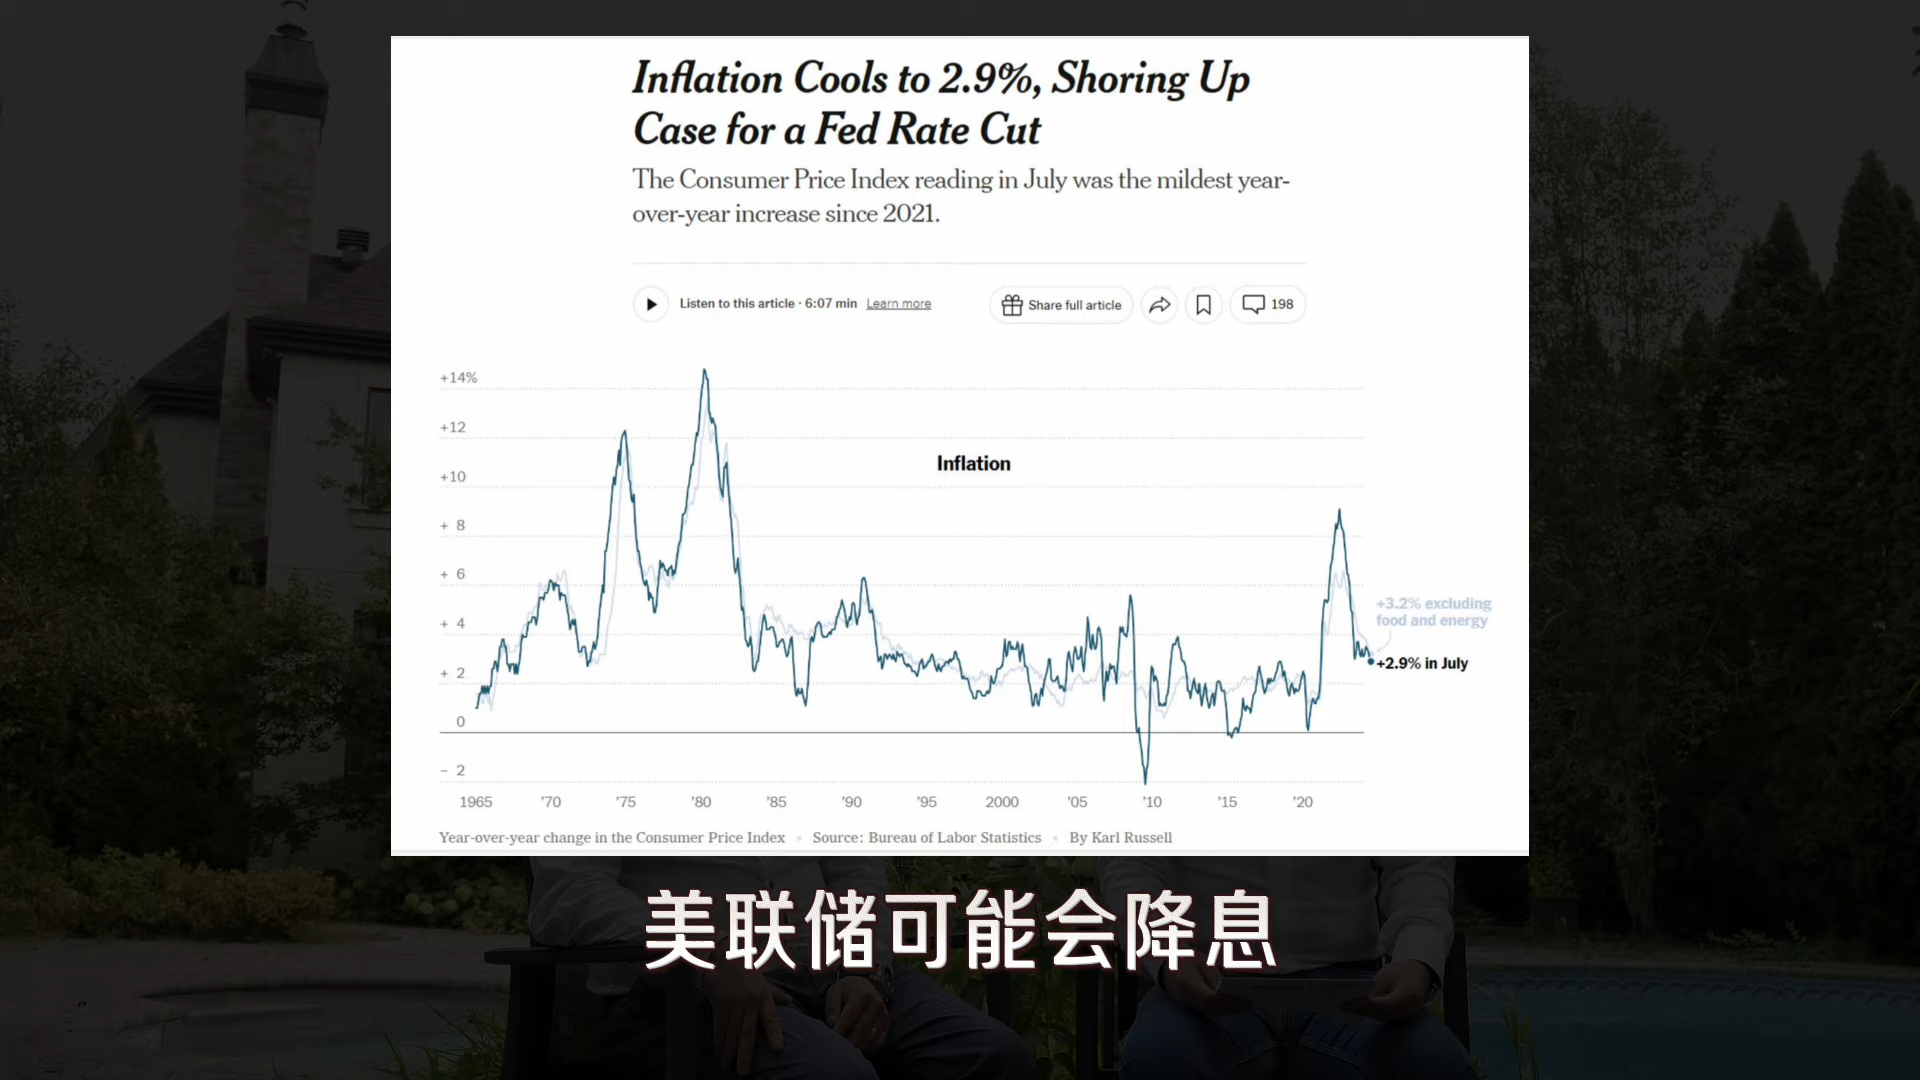 Inflation Cools to 2.9%, Shoring Up
Case for a Fed Rate Cut
The Consumer Price Index reading in July was the mildest year-
over-year increase since 2021.
Listen to this article · 6:07 min Learn more
Share full article
198
+14%
+12
+10
+ 8
+ 6
+ 4
+ 2
0
− 2
Inflation
+3.2% excluding
food and energy
+2.9% in July
1965 '70 '75 '80 '85 '90 '95 2000 '05 '10 '15 '20
Year-over-year change in the Consumer Price Index • Source: Bureau of Labor Statistics • By Karl Russell
美联储可能会降息